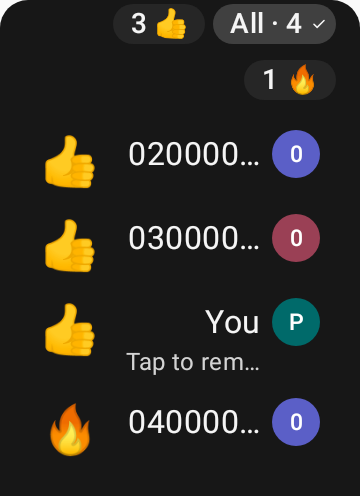 All · 4 ✓
3 👍
1 🔥
0 020000… 👍
0 030000… 👍
P You 👍
Tap to rem…
0 040000… 🔥